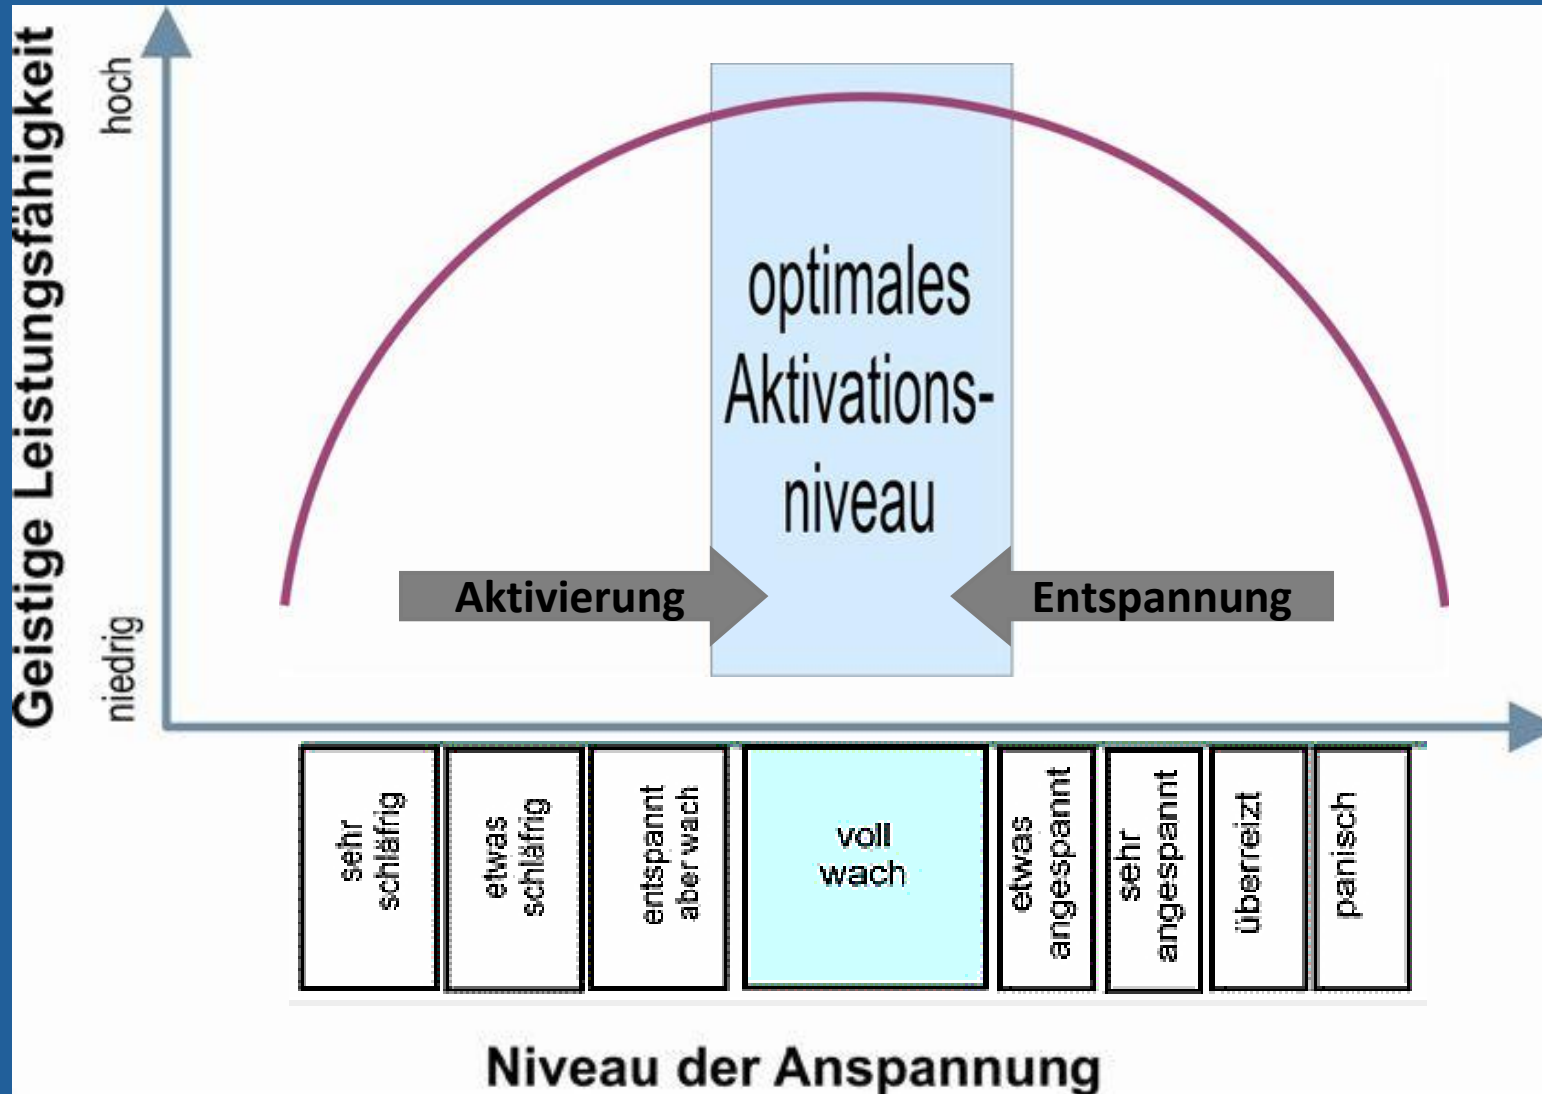 Geistige Leistungsfähigkeit
hoch
niedrig
optimales
Aktivations-
niveau
Aktivierung
Entspannung
sehr
schläfrig
etwas
schläfrig
entspannt
aber wach
voll
wach
etwas
angespannt
sehr
angespannt
überreizt
panisch
Niveau der Anspannung